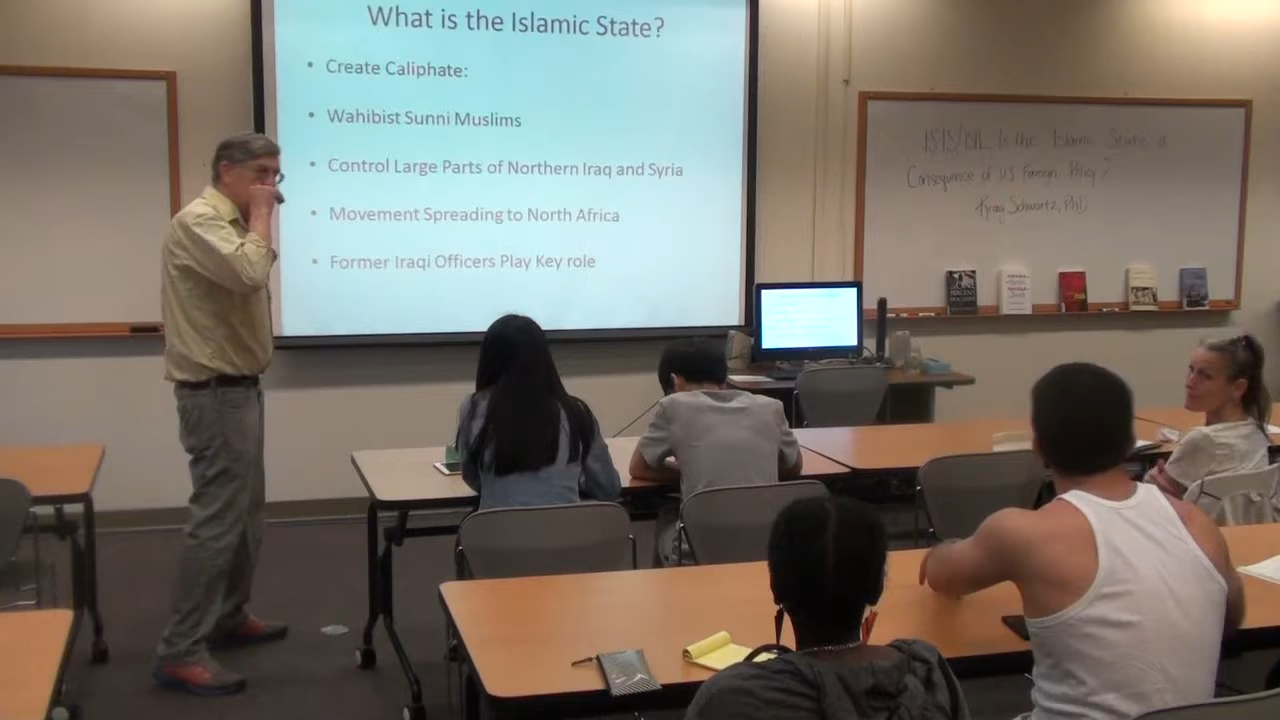 What is the Islamic State?
• Create Caliphate:
• Wahibist Sunni Muslims
• Control Large Parts of Northern Iraq and Syria
• Movement Spreading to North Africa
• Former Iraqi Officers Play Key role
ISIS/ISIL Is the Islamic State a
Consequence of US Foreign Policy?
Kray Schwartz, PhD